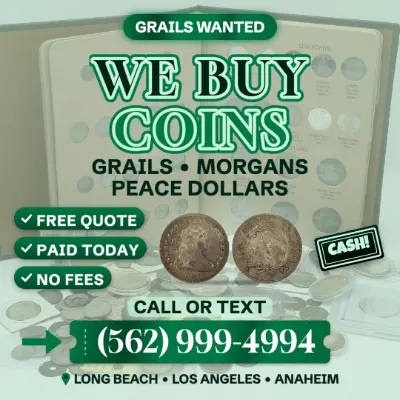 GRAILS WANTED
WE BUY
COINS
GRAILS • MORGANS
PEACE DOLLARS
FREE QUOTE
PAID TODAY
NO FEES
CASH!
CALL OR TEXT
(562) 999-4994
LONG BEACH • LOS ANGELES • ANAHEIM